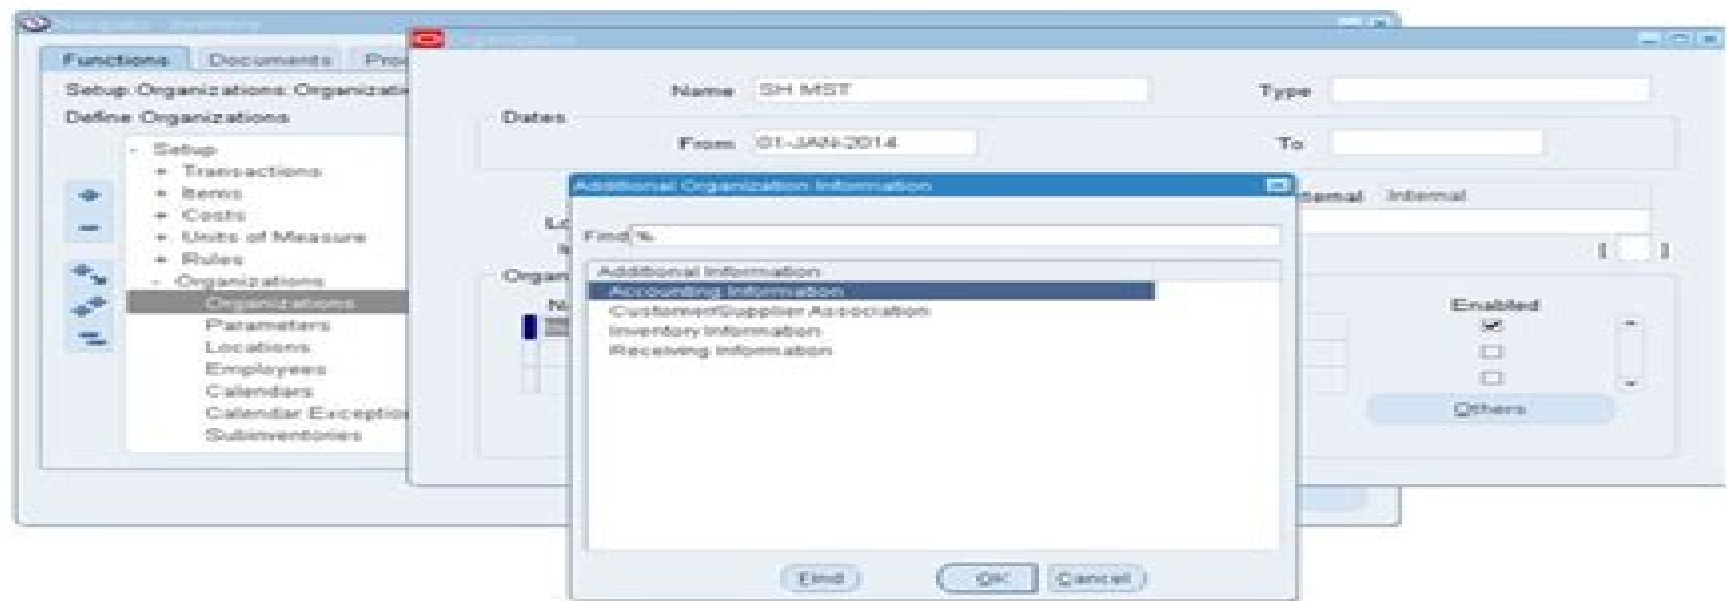 Functions Documents
Setup Organizations: Organizati
Define Organizations
- Setup
+ Transactions
+ Items
+ Costs
+ Units of Measure
+ Rules
- Organizations
Organizations
Parameters
Locations
Employees
Calendars
Calendar Exception
Subinventories
Name SH MST
Type
Dates
From 01-JAN-2014
To
Internal
[ ]
Organ
Enabled
Others
Additional Organization Information
Find %
Additional Information
Accounting Information
Customer/Supplier Association
Inventory Information
Receiving Information
Find OK Cancel